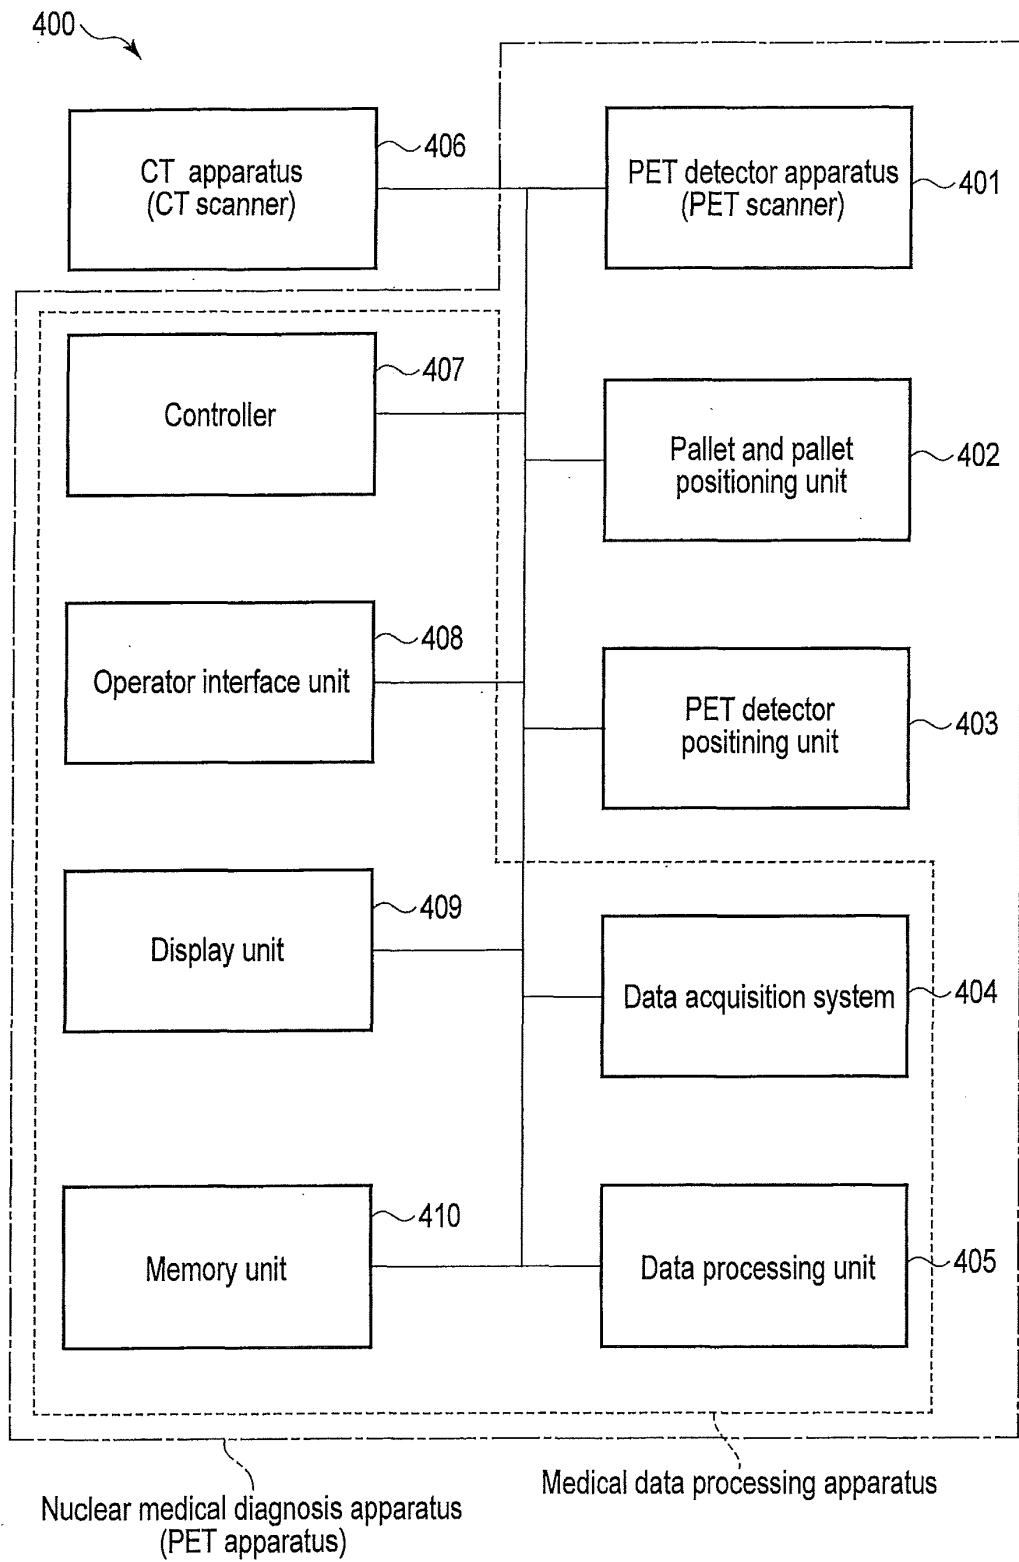 400
CT apparatus
(CT scanner)
406
PET detector apparatus
(PET scanner)
401
Controller
407
Pallet and pallet
positioning unit
402
Operator interface unit
408
PET detector
positining unit
403
Display unit
409
Data acquisition system
404
Memory unit
410
Data processing unit
405
Medical data processing apparatus
Nuclear medical diagnosis apparatus
(PET apparatus)